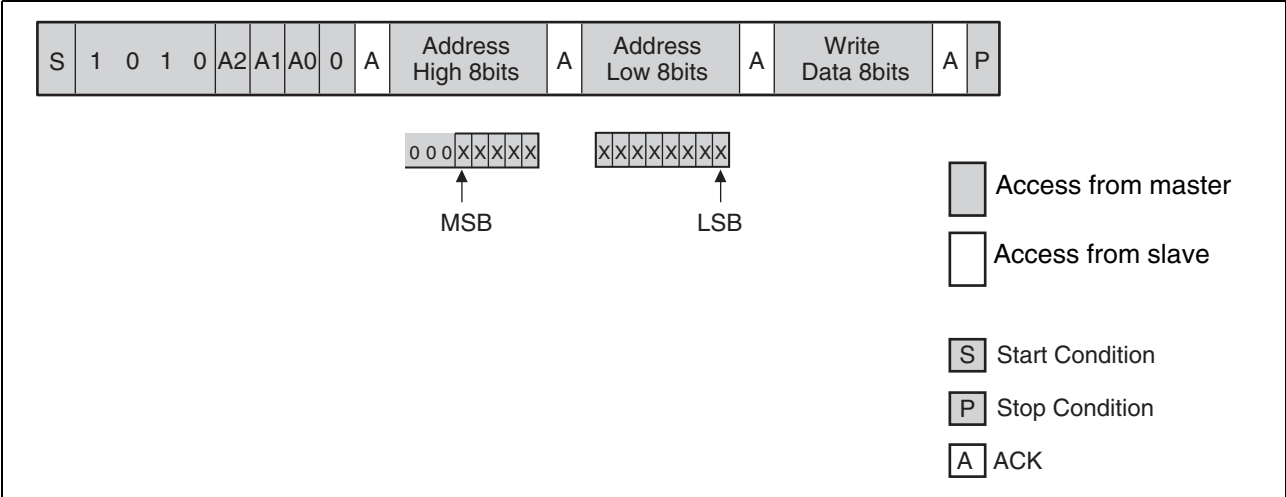 S 1 0 1 0 A2 A1 A0 0 A Address High 8bits A Address Low 8bits A Write Data 8bits A P
0 0 0 X X X X X X X X X X X X X
MSB LSB
Access from master
Access from slave
S Start Condition
P Stop Condition
A ACK